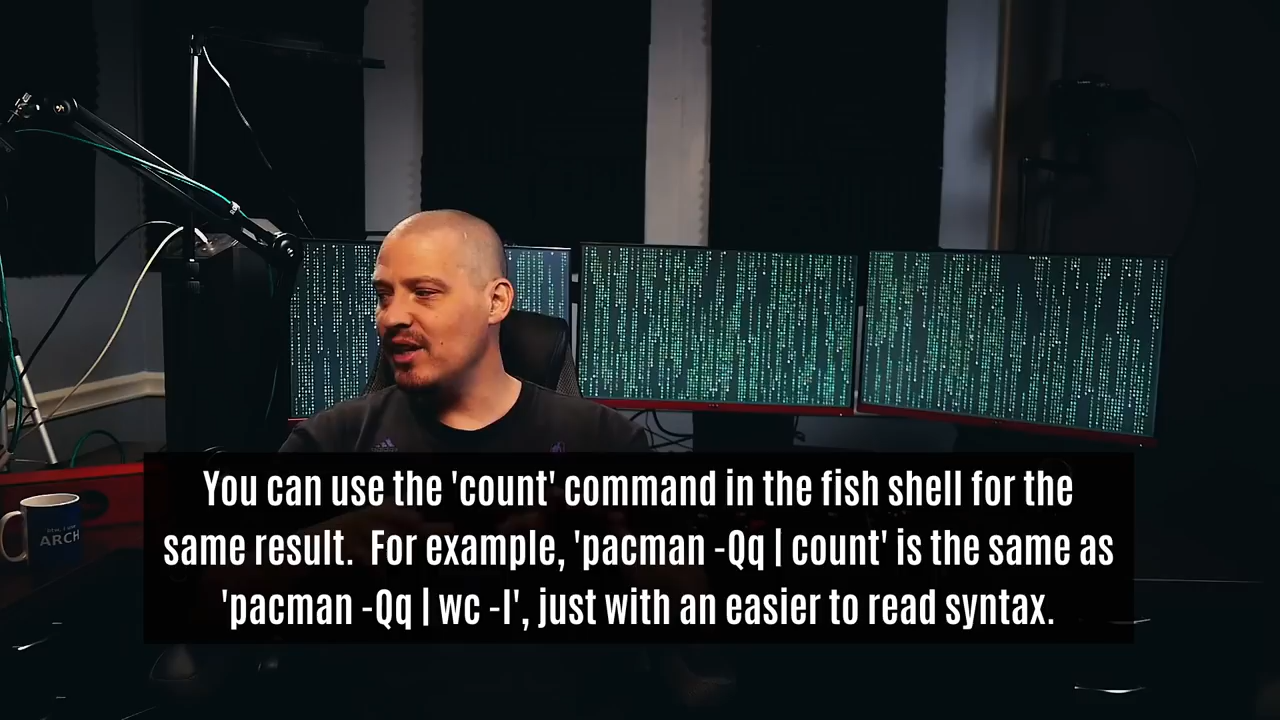 You can use the 'count' command in the fish shell for the
same result. For example, 'pacman -Qq | count' is the same as
'pacman -Qq | wc -l', just with an easier to read syntax.
ARCH